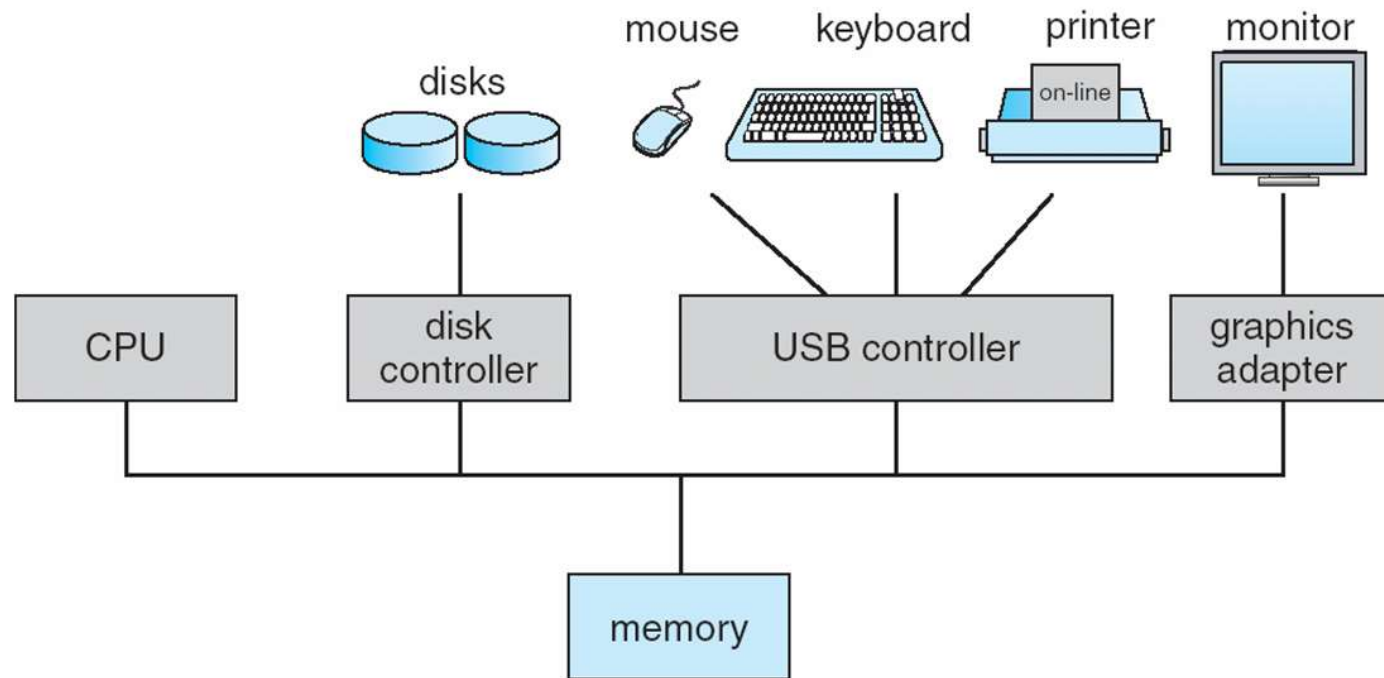 mouse
keyboard
printer
monitor
disks
on-line
CPU
disk
controller
USB controller
graphics
adapter
memory